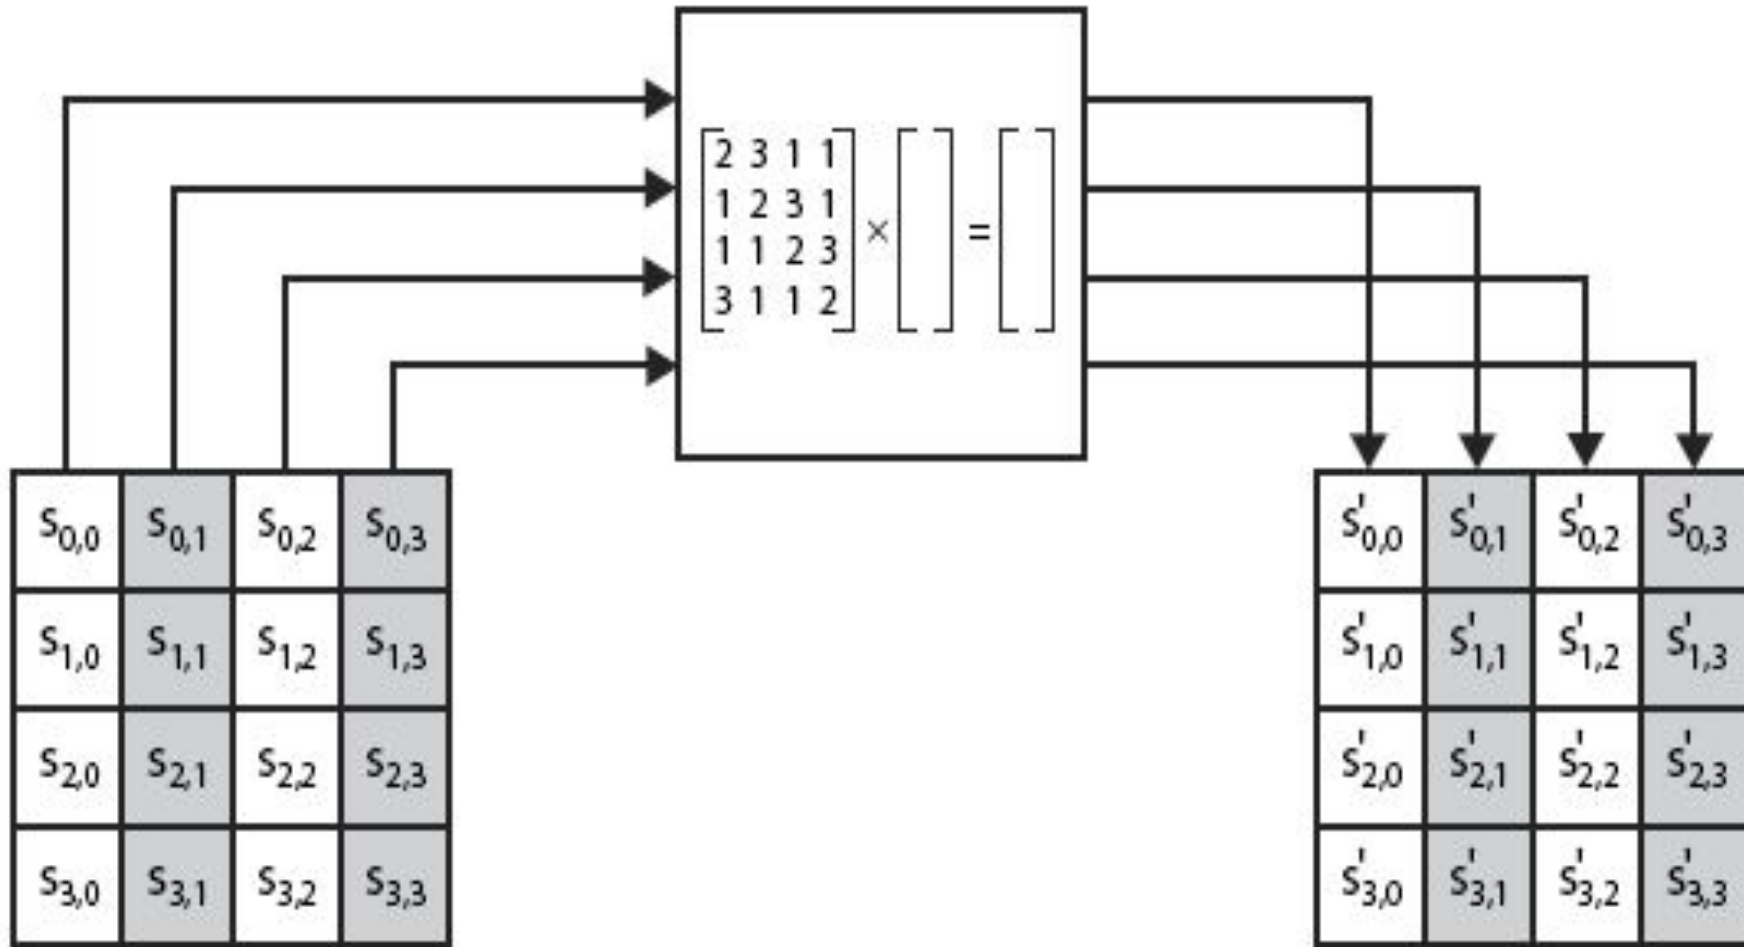 2 3 1 1
1 2 3 1
1 1 2 3
3 1 1 2
× =
S0,0 S0,1 S0,2 S0,3
S1,0 S1,1 S1,2 S1,3
S2,0 S2,1 S2,2 S2,3
S3,0 S3,1 S3,2 S3,3
S'0,0 S'0,1 S'0,2 S'0,3
S'1,0 S'1,1 S'1,2 S'1,3
S'2,0 S'2,1 S'2,2 S'2,3
S'3,0 S'3,1 S'3,2 S'3,3